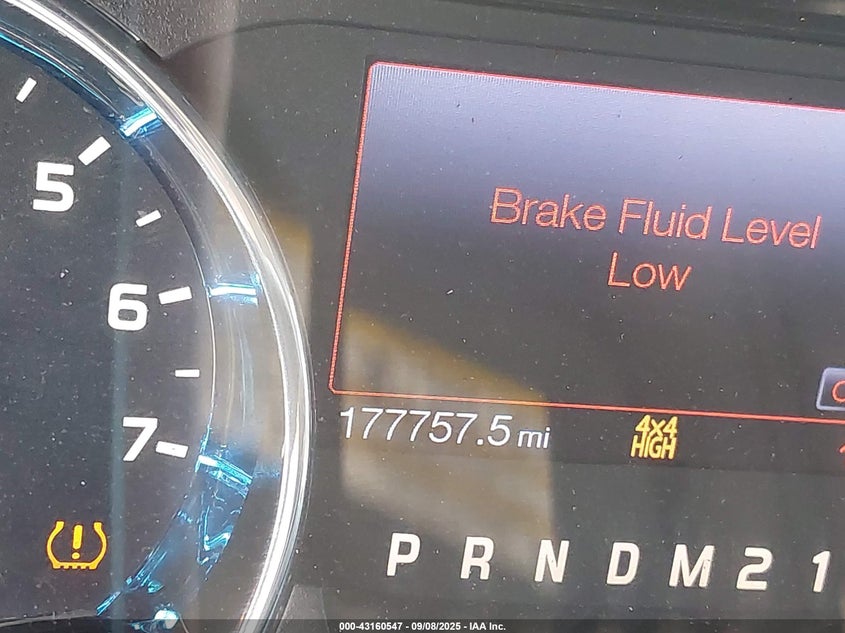 5
6
7
Brake Fluid Level
Low
177757.5 mi
4x4
HIGH
P R N D M 2 1
000-43160547 - 09/08/2025 - IAA Inc.